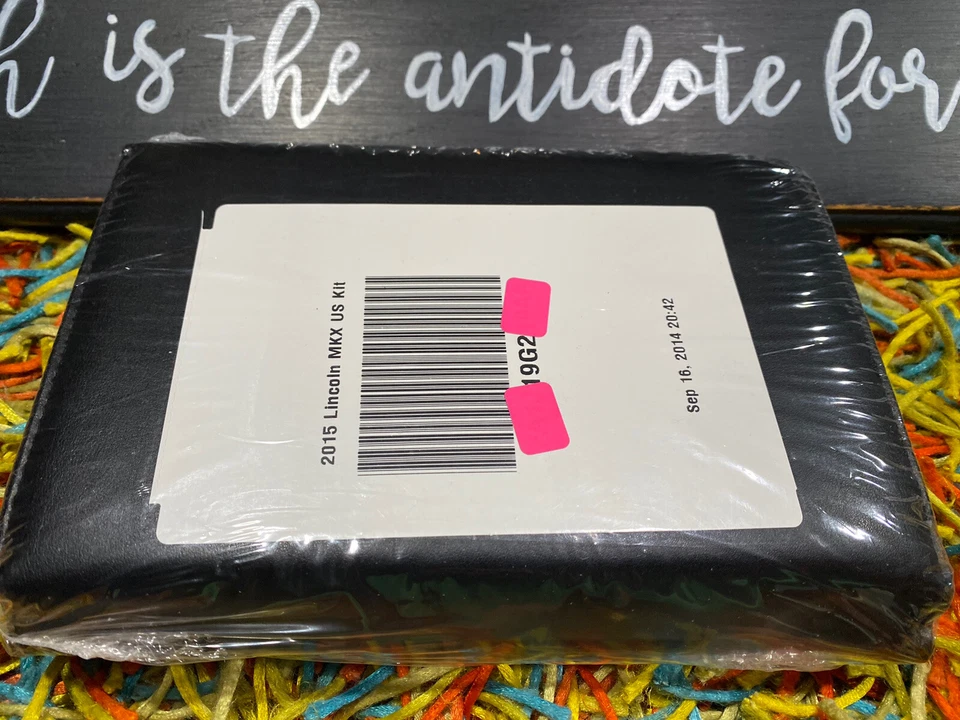 is the antidote for
2015 Lincoln MKX US Kit
19G2
Sep 16, 2014 20:42